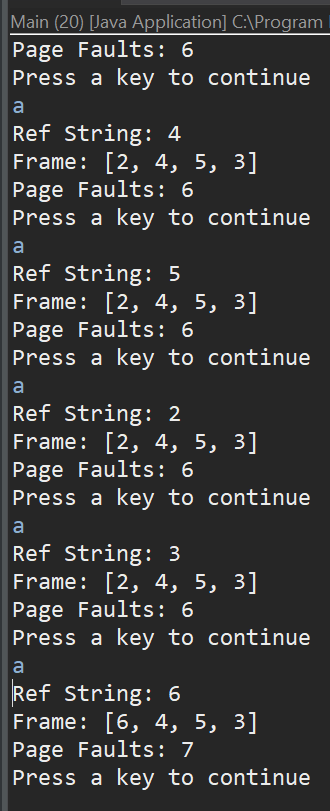 Main (20) [Java Application] C:\Program
Page Faults: 6
Press a key to continue
a
Ref String: 4
Frame: [2, 4, 5, 3]
Page Faults: 6
Press a key to continue
a
Ref String: 5
Frame: [2, 4, 5, 3]
Page Faults: 6
Press a key to continue
a
Ref String: 2
Frame: [2, 4, 5, 3]
Page Faults: 6
Press a key to continue
a
Ref String: 3
Frame: [2, 4, 5, 3]
Page Faults: 6
Press a key to continue
a
Ref String: 6
Frame: [6, 4, 5, 3]
Page Faults: 7
Press a key to continue